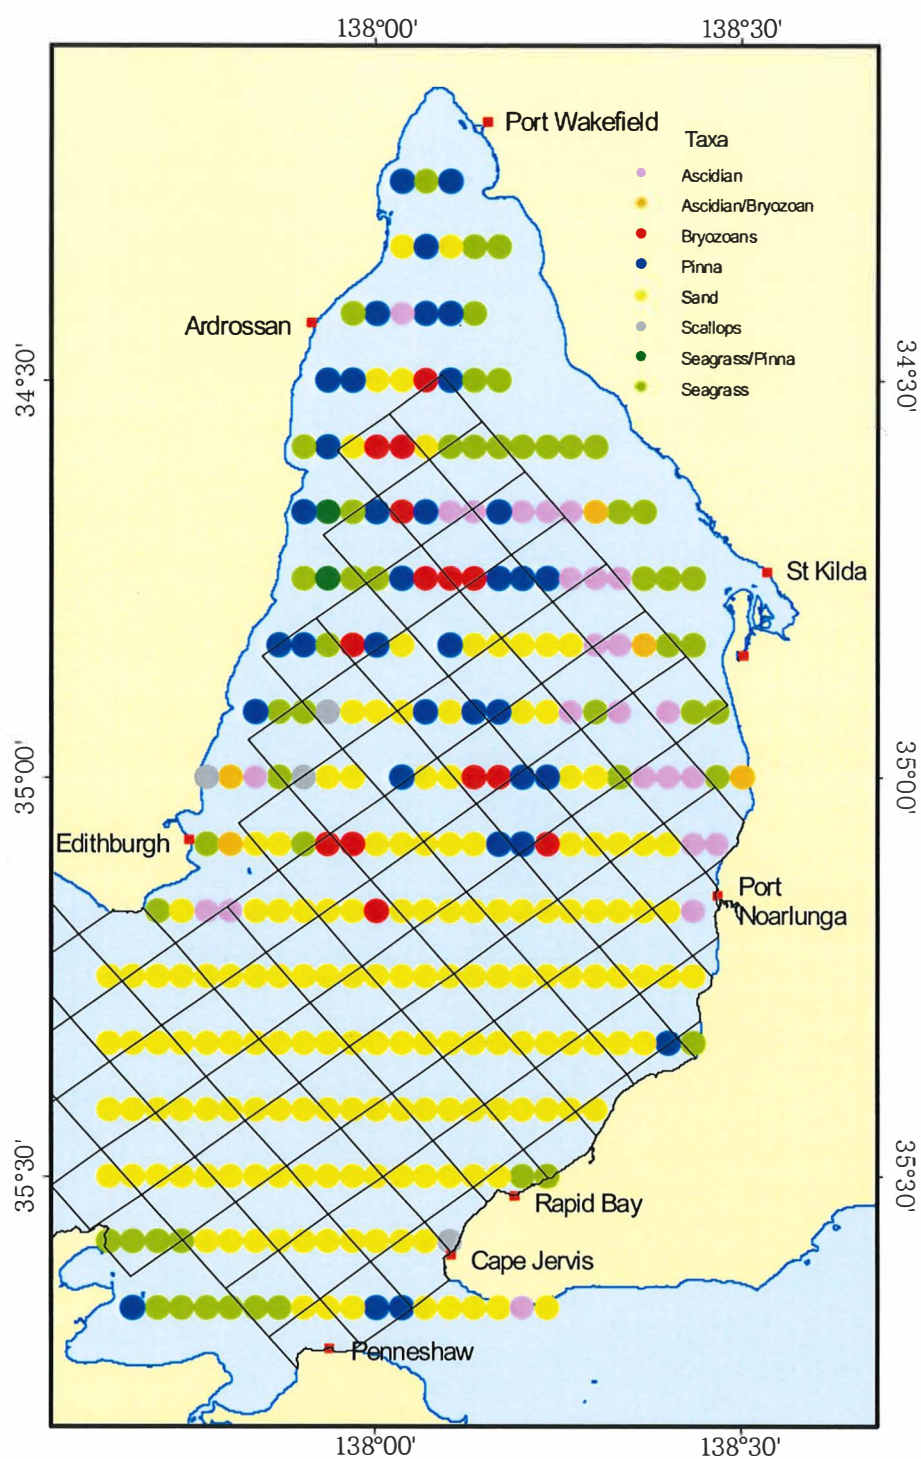 138°00' 138°30'
Port Wakefield
Taxa
Ascidian
Ascidian/Bryozoan
Bryozoans
Pinna
Sand
Scallops
Seagrass/Pinna
Seagrass
Ardrossan
34°30' 34°30'
St Kilda
35°00' 35°00'
Edithburgh
Port
Noarlunga
35°30' 35°30'
Rapid Bay
Cape Jervis
Penneshaw
138°00' 138°30'